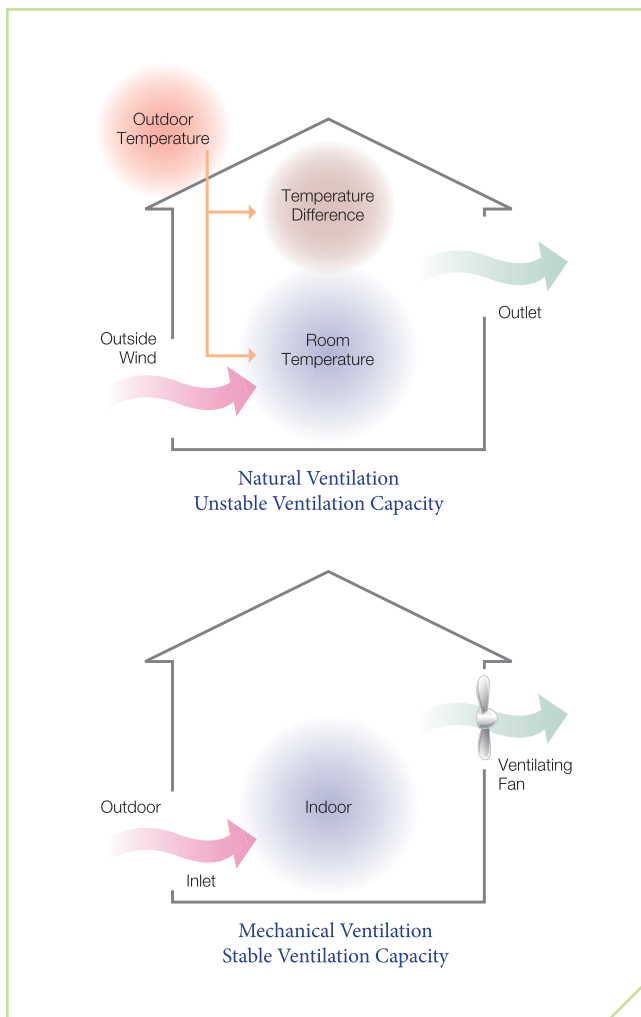 Outdoor
Temperature
Temperature
Difference
Outlet
Outside
Wind
Room
Temperature
Natural Ventilation
Unstable Ventilation Capacity
Ventilating
Fan
Outdoor
Indoor
Inlet
Mechanical Ventilation
Stable Ventilation Capacity